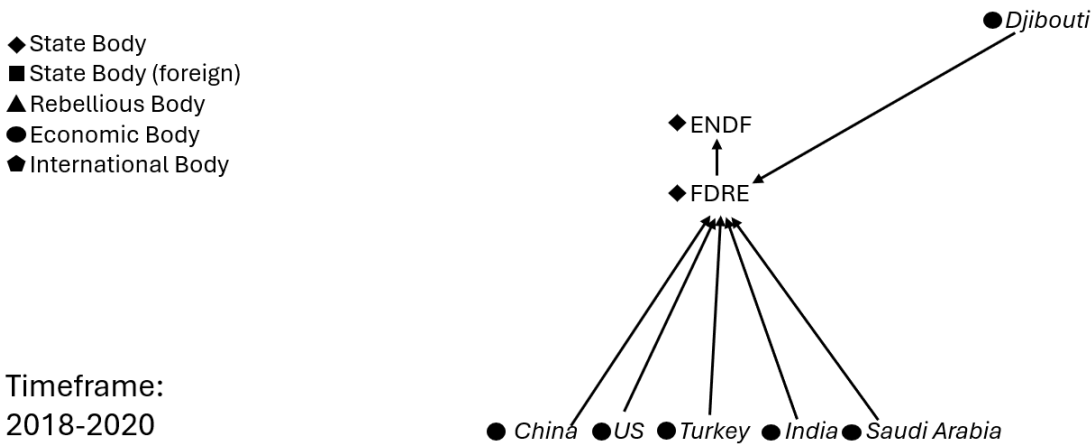 Djibouti
State Body
State Body (foreign)
Rebellious Body
Economic Body
International Body
ENDF
FDRE
Timeframe:
2018-2020
China US Turkey India Saudi Arabia